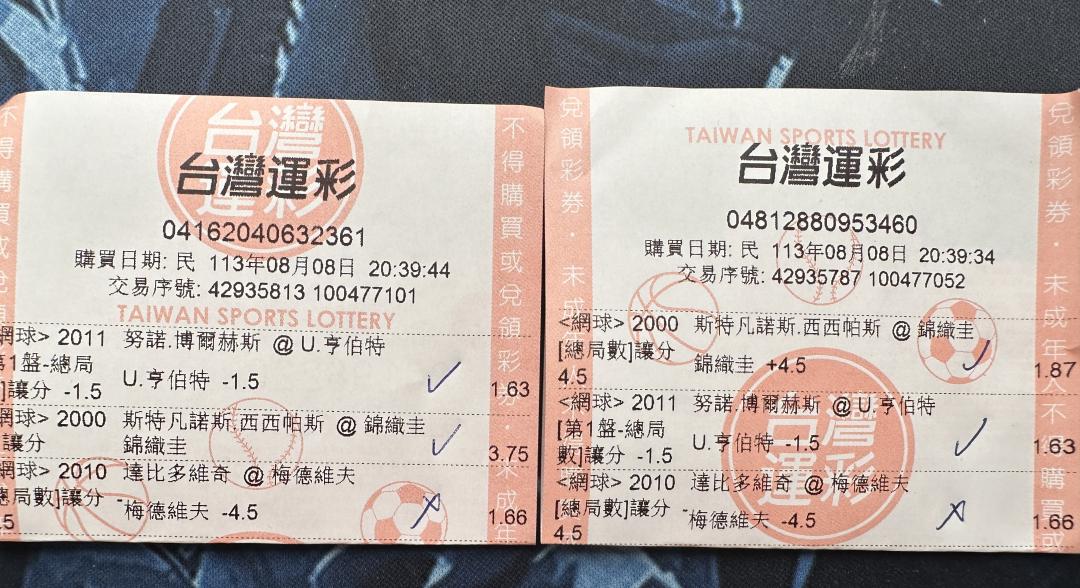 台灣運彩
04162040632361
購買日期: 民 113年08月08日 20:39:44
交易序號: 42935813 100477101
TAIWAN SPORTS LOTTERY
網球> 2011 努諾.博爾赫斯 @ U.亨伯特
第1盤-總局
]讓分 -1.5 U.亨伯特 -1.5 1.63
網球> 2000 斯特凡諾斯.西西帕斯 @ 錦織圭
讓分 錦織圭 3.75
網球> 2010 達比多維奇 @ 梅德維夫
總局數]讓分 梅德維夫 -4.5
.5 1.66
不得購買或兌領彩券.未成年
TAIWAN SPORTS LOTTERY
台灣運彩
04812880953460
購買日期: 民 113年08月08日 20:39:34
交易序號: 42935787 100477052
<網球> 2000 斯特凡諾斯.西西帕斯 @ 錦織圭
[總局數]讓分 錦織圭 +4.5
4.5 1.87
<網球> 2011 努諾.博爾赫斯 @ U.亨伯特
[第1盤-總局 U.亨伯特 -1.5 1.63
數]讓分 -1.5
<網球> 2010 達比多維奇 @ 梅德維夫
[總局數]讓分 梅德維夫 -4.5
4.5 1.66
兌領彩券.未成
兌領彩券.未成年人不得購買或